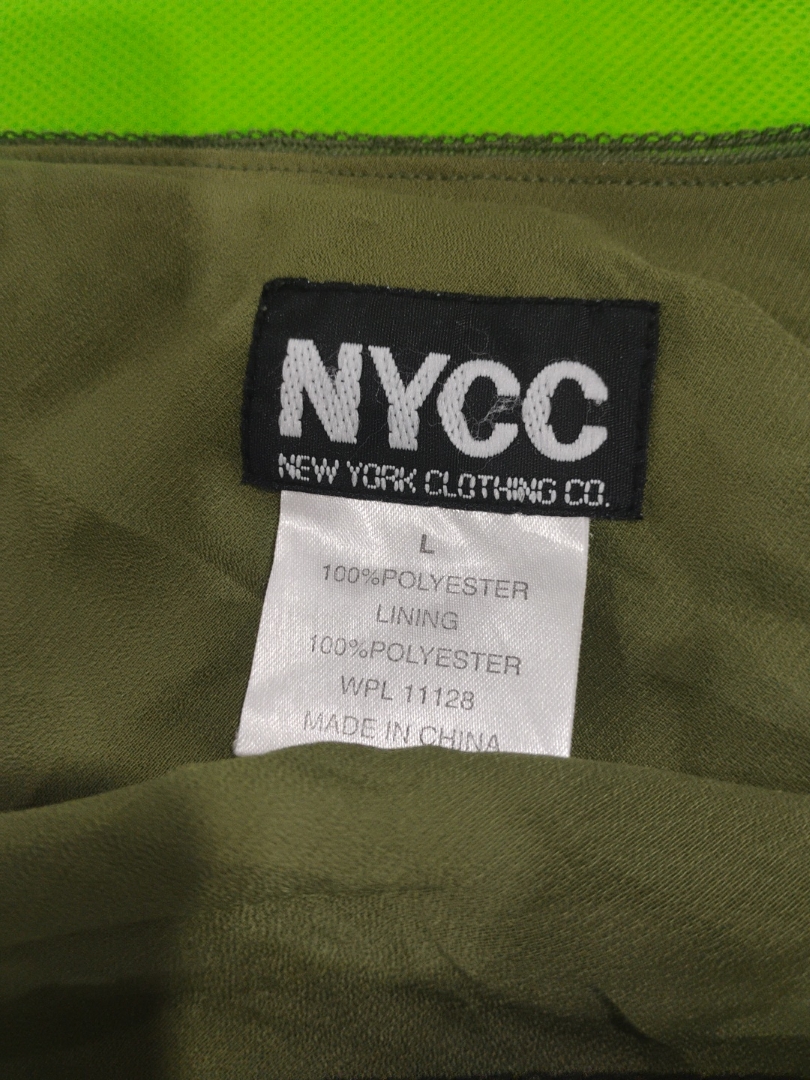 NYCC
NEW YORK CLOTHING CO.
L
100%POLYESTER
LINING
100%POLYESTER
WPL 11128
MADE IN CHINA